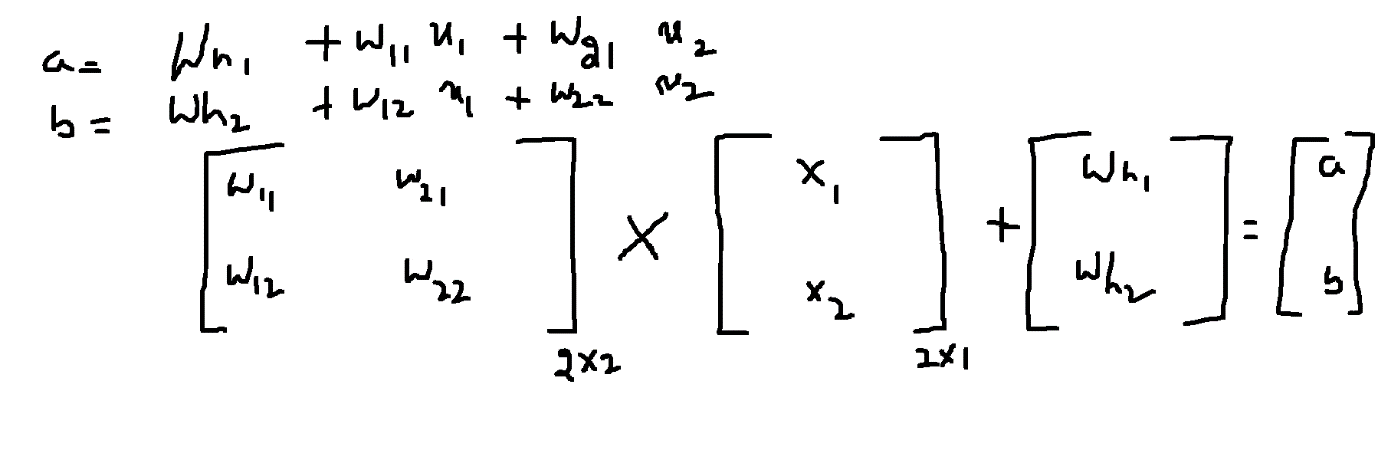 a = Wh1 + W11 x1 + W21 x2
b = Wh2 + W12 x1 + W22 x2
[ W11 W21 ] × [ x1 ] + [ Wh1 ] = [ a ]
[ W12 W22 ] [ x2 ] [ Wh2 ] [ b ]
2x2 2x1